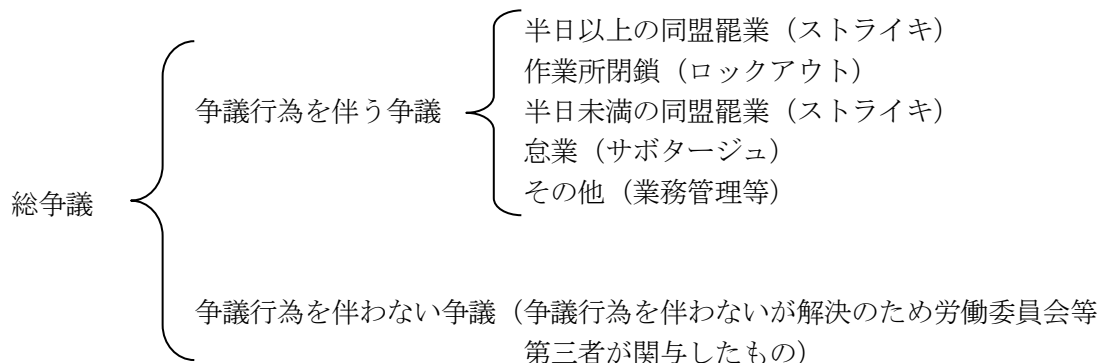 半日以上の同盟罷業（ストライキ）
作業所閉鎖（ロックアウト）
争議行為を伴う争議
半日未満の同盟罷業（ストライキ）
怠業（サボタージュ）
総争議
その他（業務管理等）
争議行為を伴わない争議（争議行為を伴わないが解決のため労働委員会等
第三者が関与したもの）